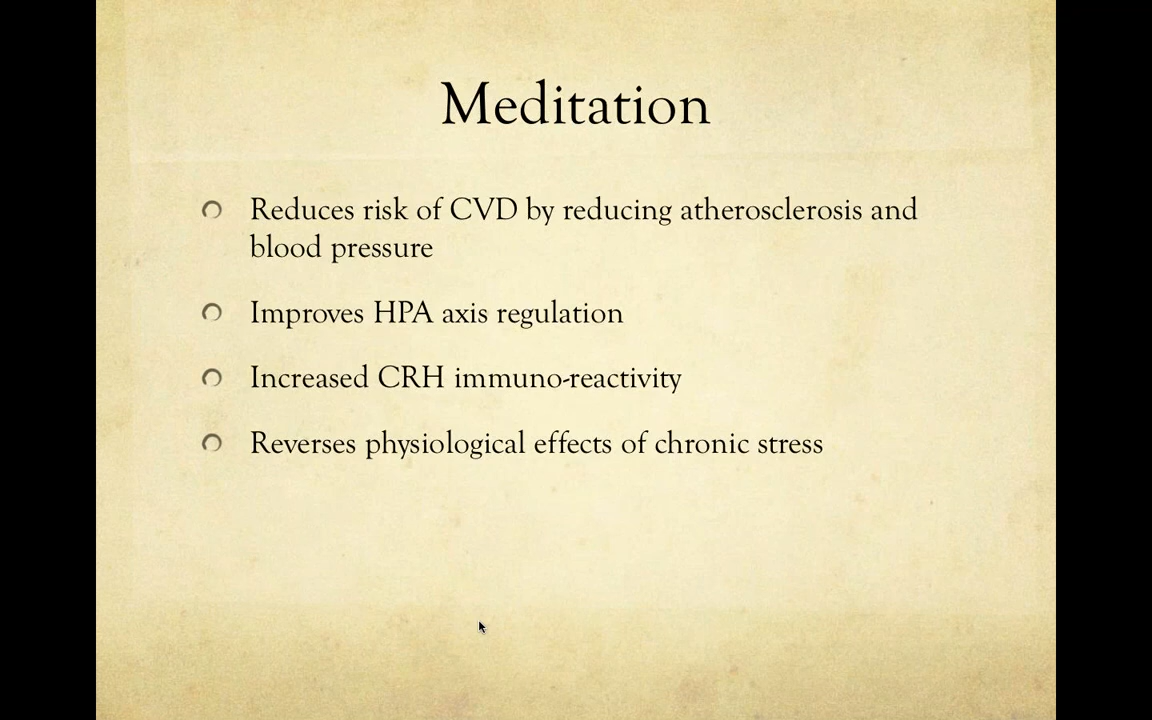 Meditation
Reduces risk of CVD by reducing atherosclerosis and
blood pressure
Improves HPA axis regulation
Increased CRH immuno-reactivity
Reverses physiological effects of chronic stress